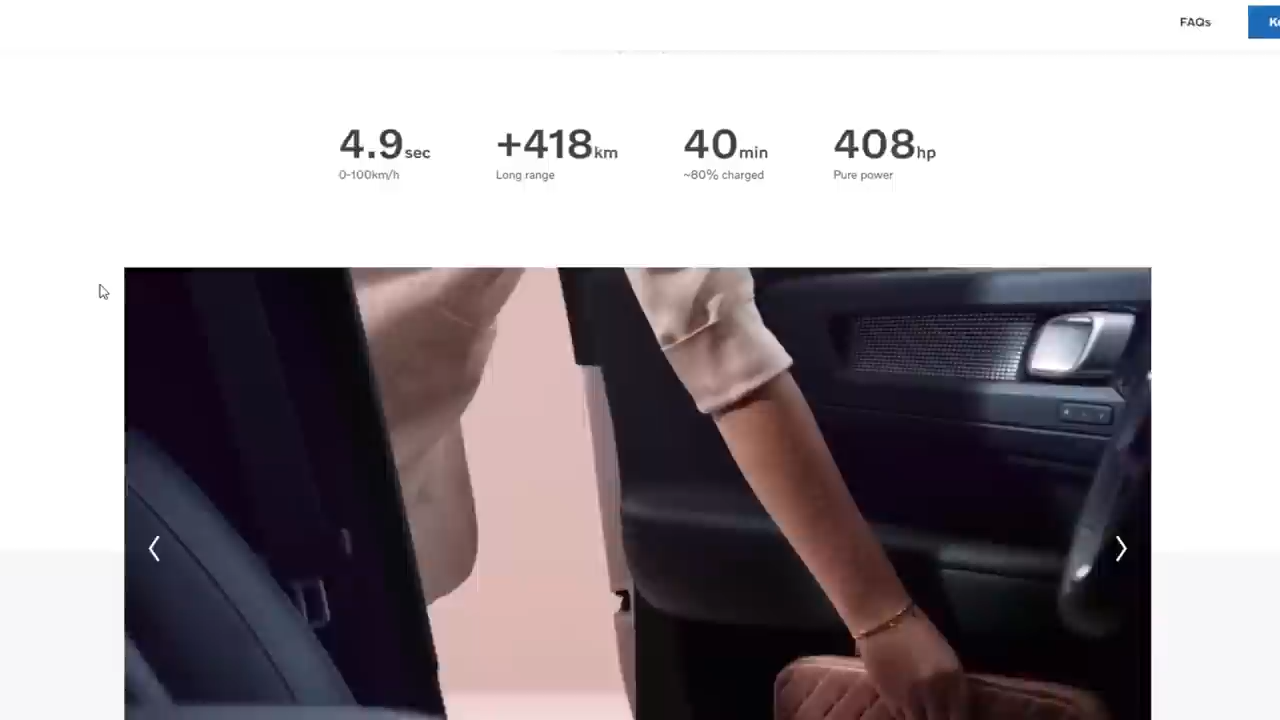 FAQs
4.9sec +418km 40min 408hp
0-100km/h Long range ~80% charged Pure power